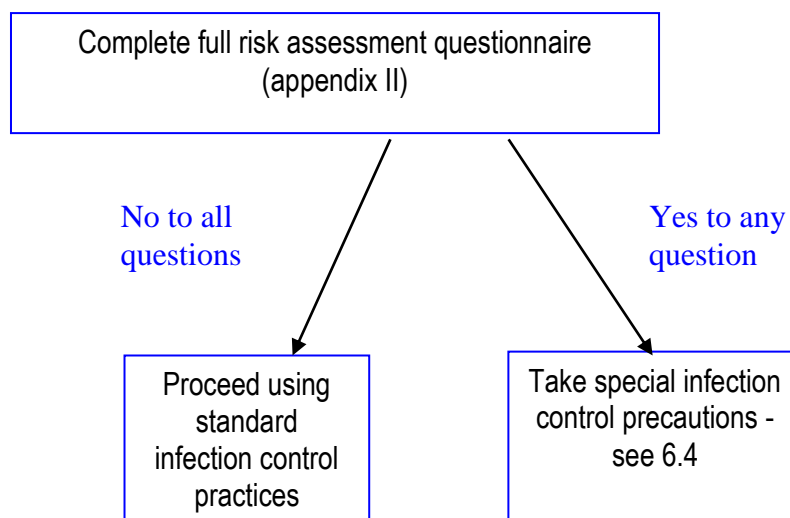 Complete full risk assessment questionnaire
(appendix II)
No to all
questions
Yes to any
question
Proceed using
standard
infection control
practices
Take special infection
control precautions -
see 6.4